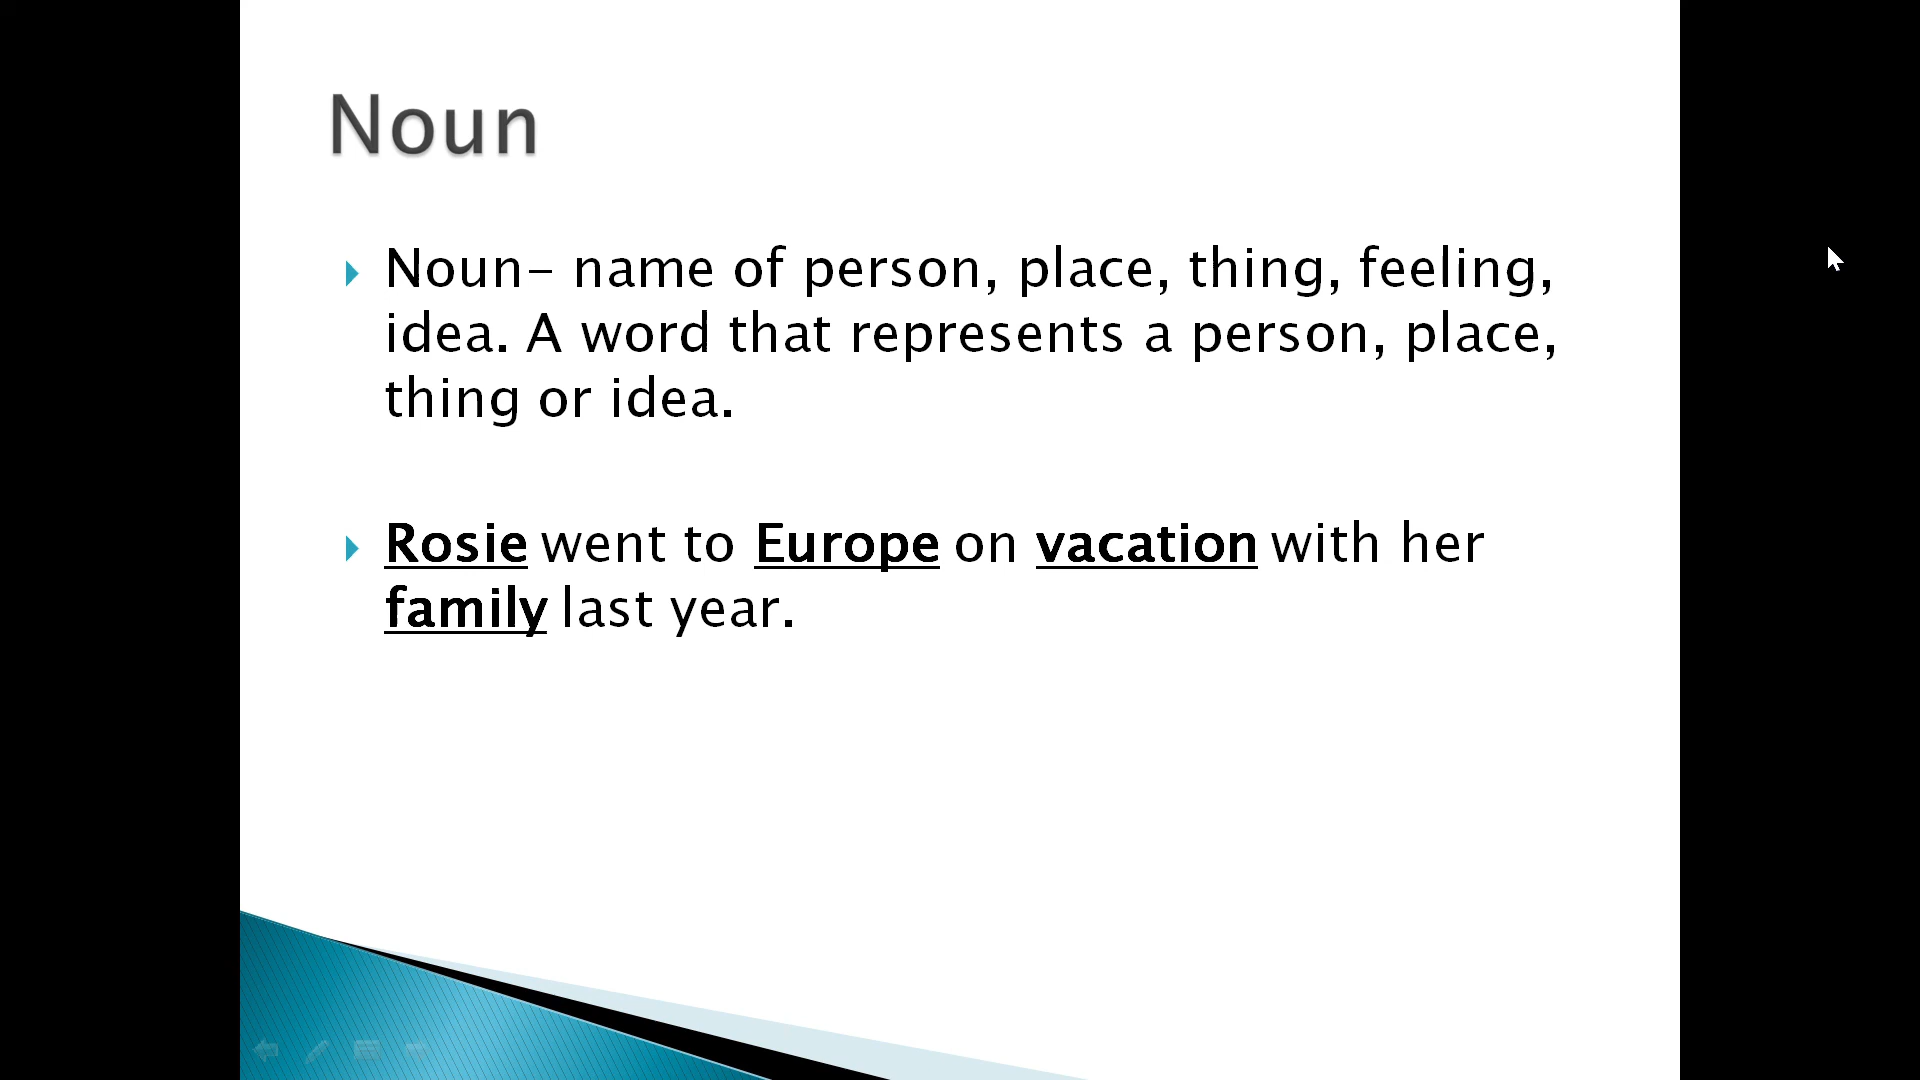 Noun
Noun- name of person, place, thing, feeling,
idea. A word that represents a person, place,
thing or idea.
Rosie went to Europe on vacation with her
family last year.